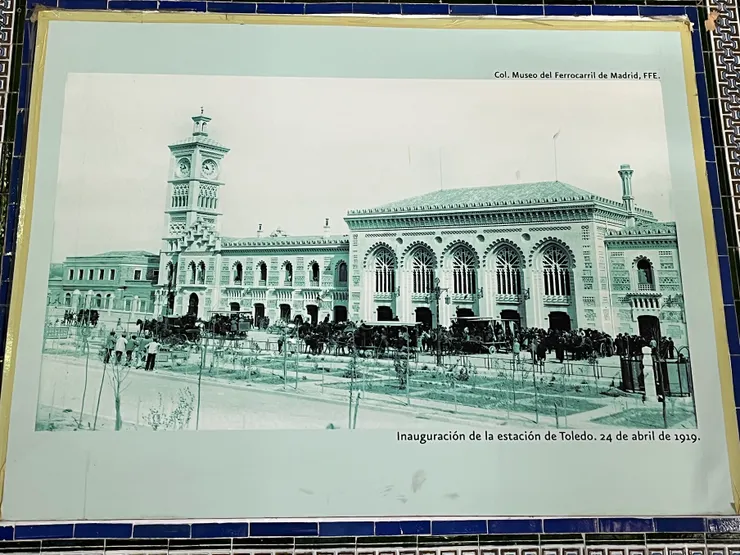 Col. Museo del Ferrocarril de Madrid, FFE.
Inauguración de la estación de Toledo. 24 de abril de 1919.